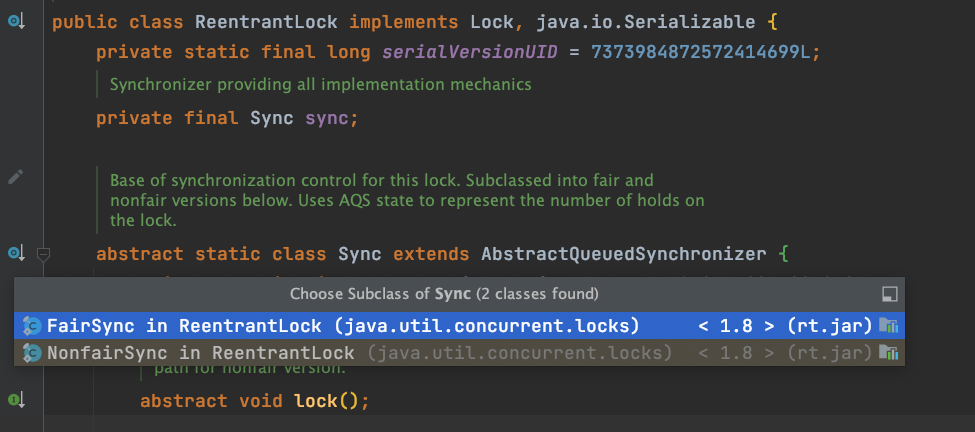 public class ReentrantLock implements Lock, java.io.Serializable {
private static final long serialVersionUID = 7373984872572414699L;
Synchronizer providing all implementation mechanics
private final Sync sync;
Base of synchronization control for this lock. Subclassed into fair and
nonfair versions below. Uses AQS state to represent the number of holds on
the lock.
abstract static class Sync extends AbstractQueuedSynchronizer {
Choose Subclass of Sync (2 classes found)
FairSync in ReentrantLock (java.util.concurrent.locks) < 1.8 > (rt.jar)
NonfairSync in ReentrantLock (java.util.concurrent.locks) < 1.8 > (rt.jar)
path for nonfair version.
abstract void lock();